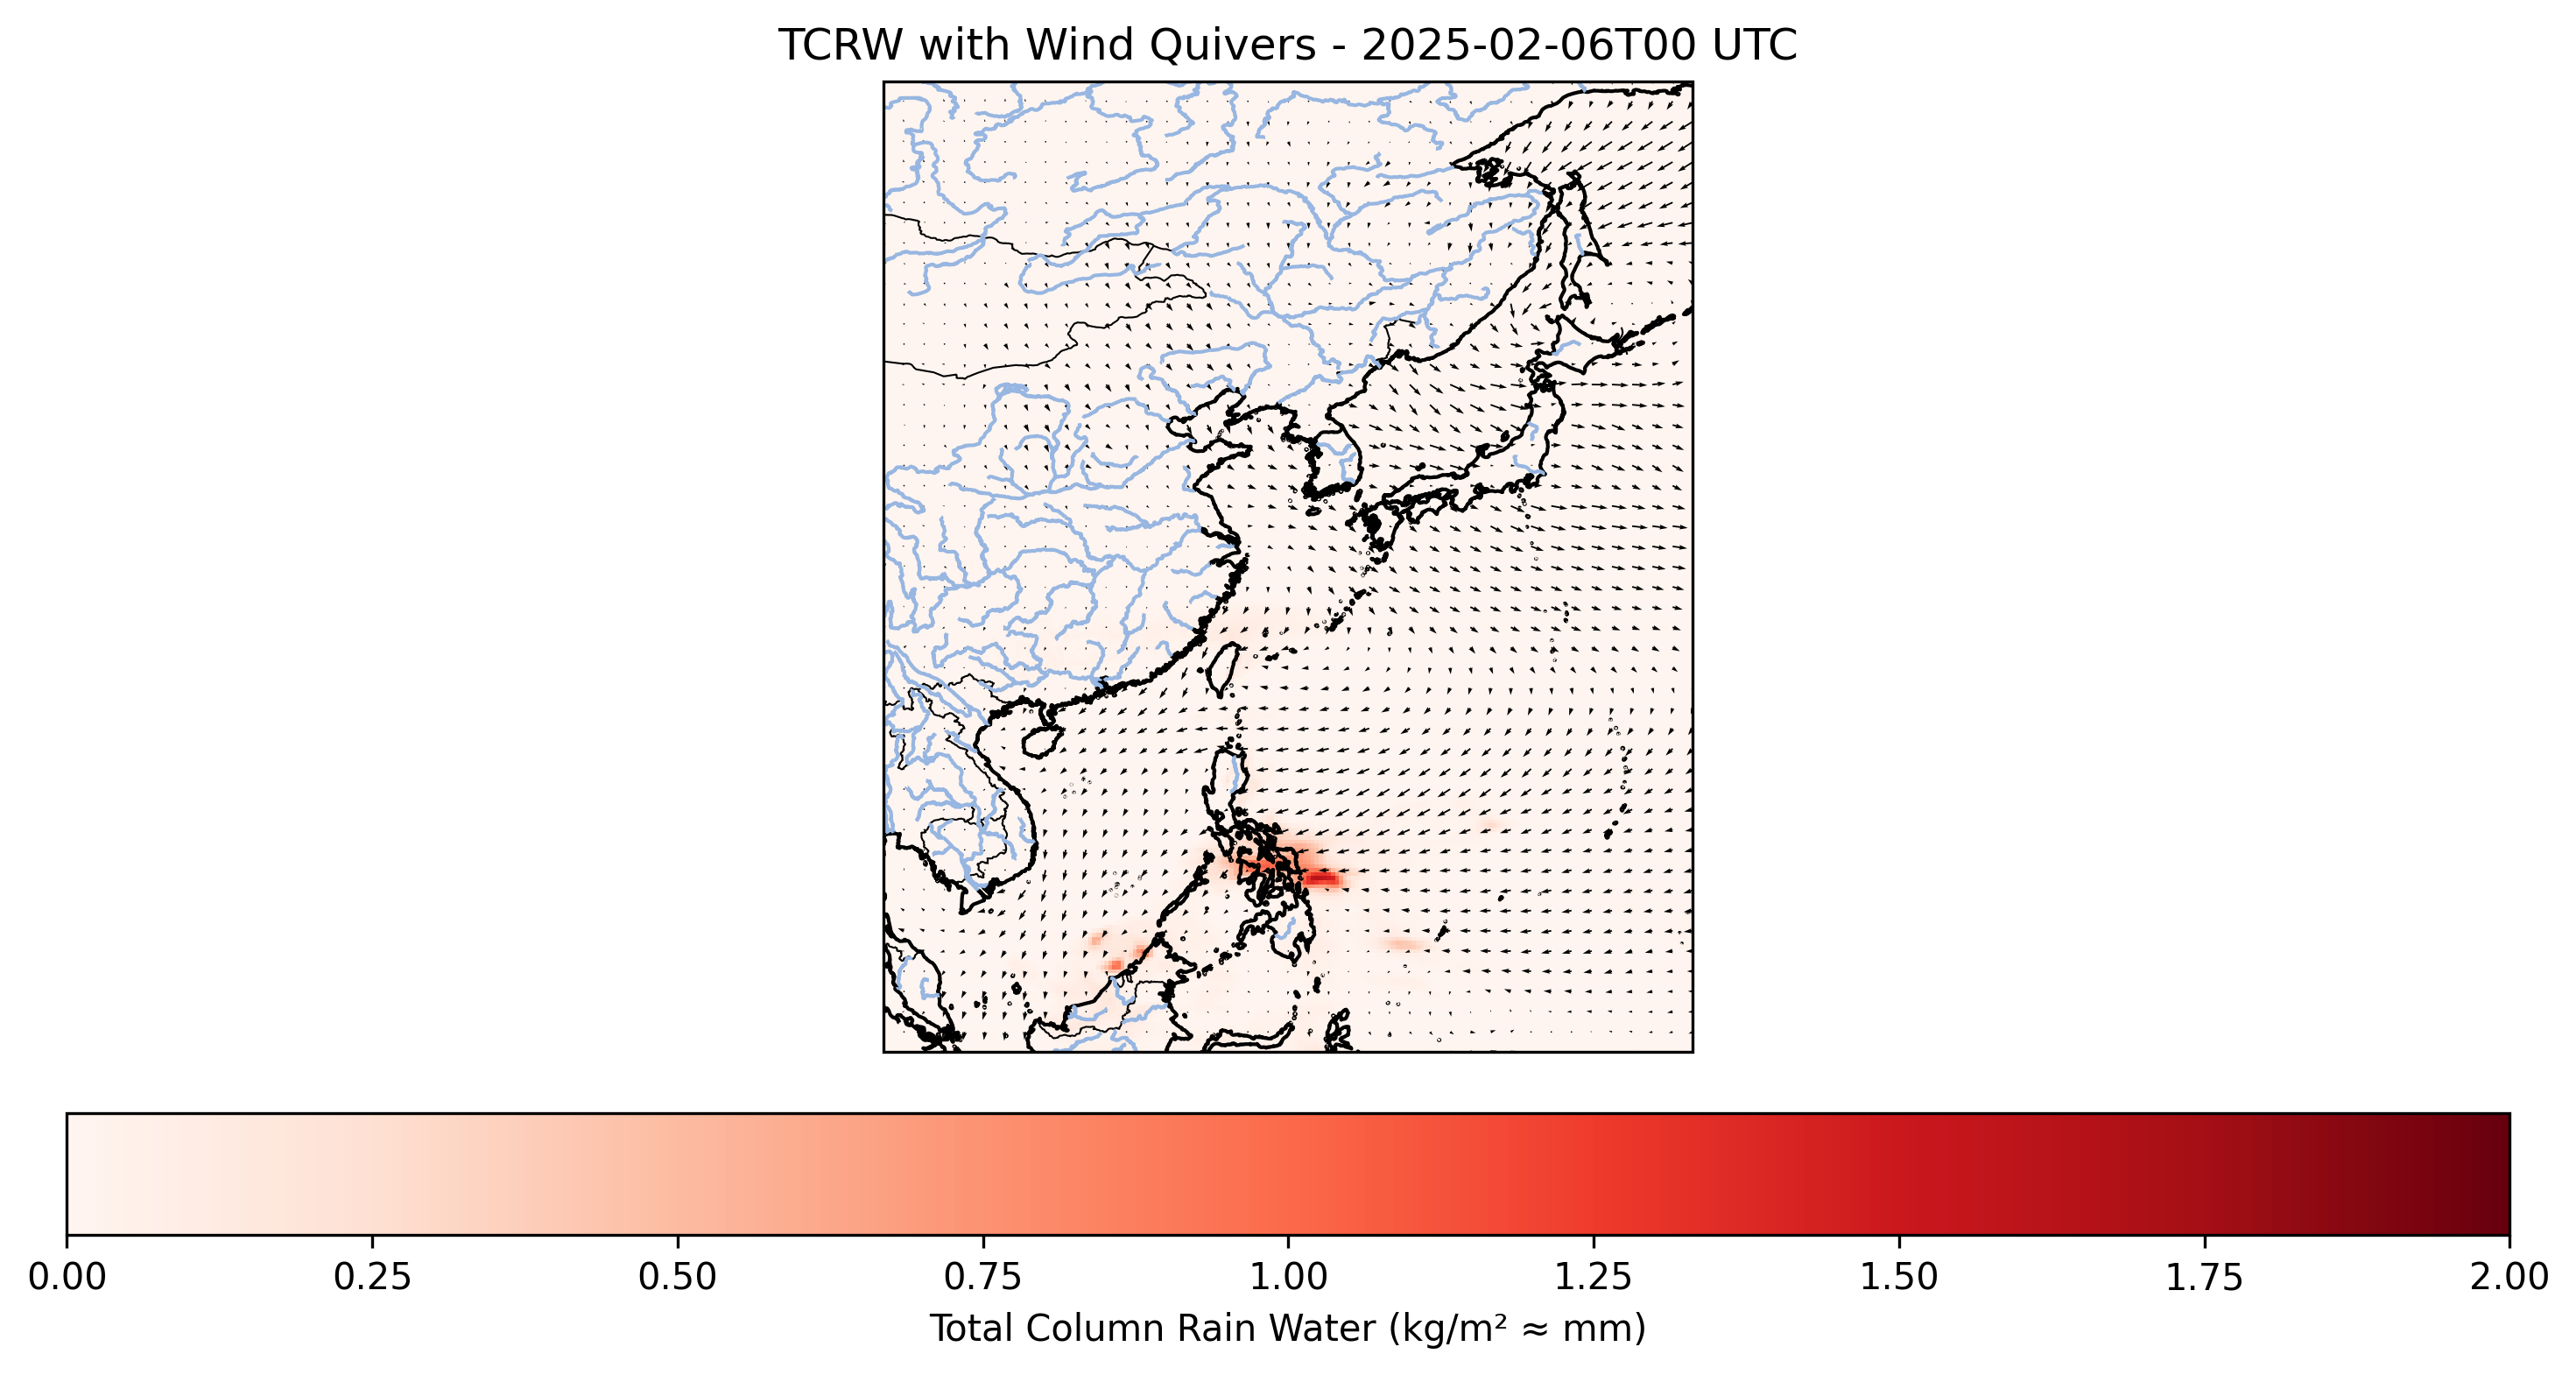 TCRW with Wind Quivers - 2025-02-06T00 UTC
0.00 0.25 0.50 0.75 1.00 1.25 1.50 1.75 2.00
Total Column Rain Water (kg/m² ≈ mm)